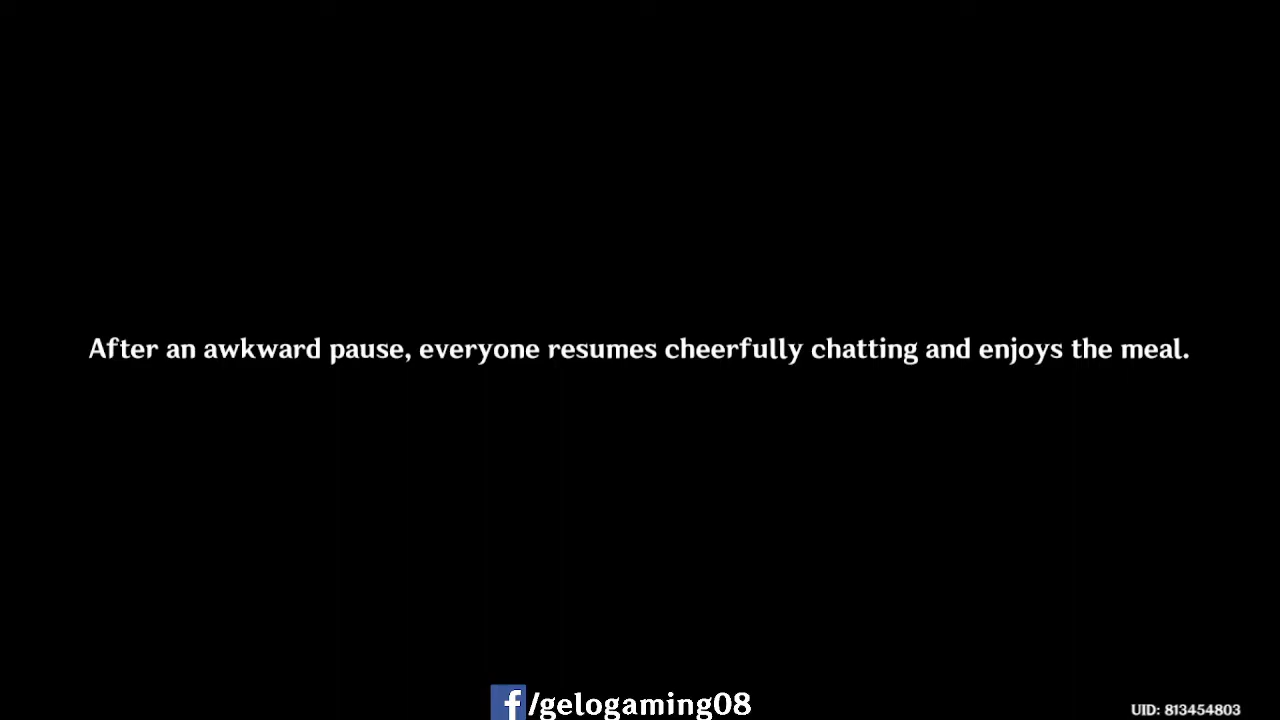 After an awkward pause, everyone resumes cheerfully chatting and enjoys the meal.
f/gelogaming08
UID: 813454803